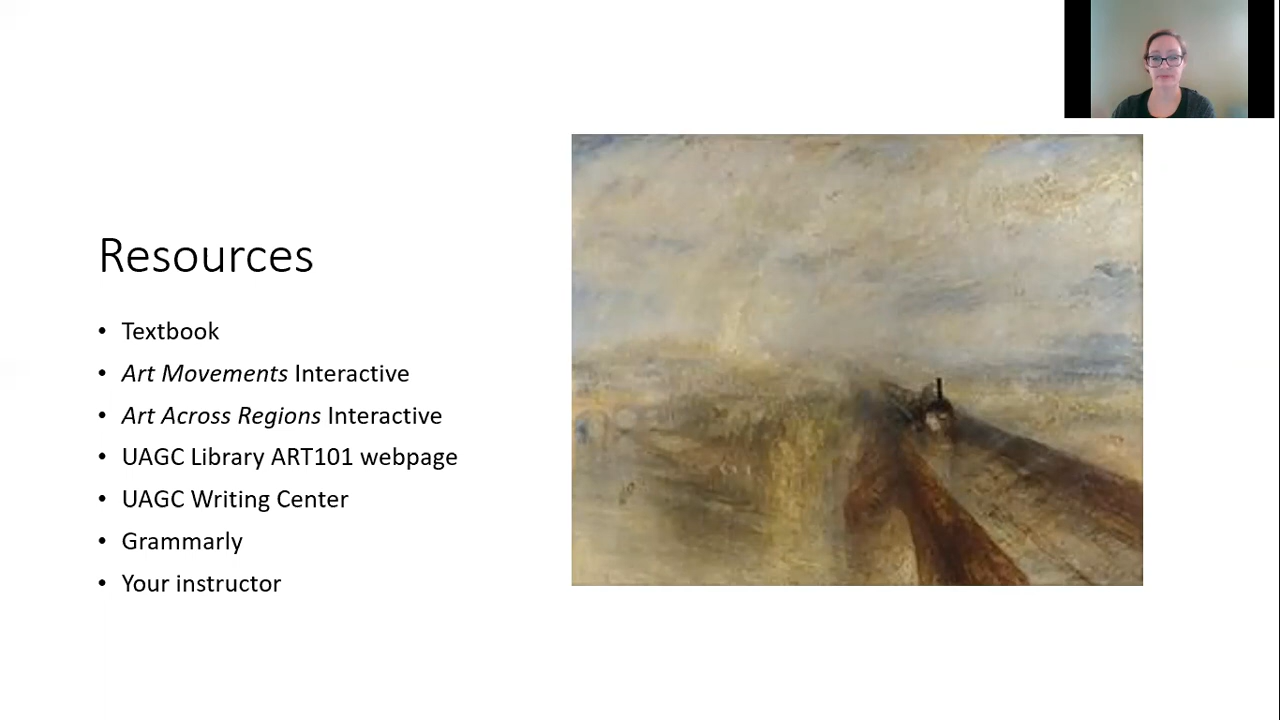 Resources
• Textbook
• Art Movements Interactive
• Art Across Regions Interactive
• UAGC Library ART101 webpage
• UAGC Writing Center
• Grammarly
• Your instructor